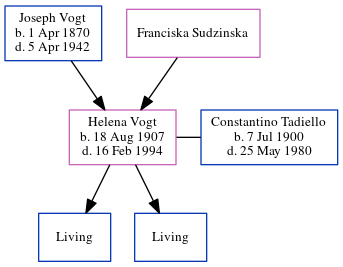 Joseph Vogt
b. 1 Apr 1870
d. 5 Apr 1942
Franciska Sudzinska
Helena Vogt
b. 18 Aug 1907
d. 16 Feb 1994
Constantino Tadiello
b. 7 Jul 1900
d. 25 May 1980
Living
Living